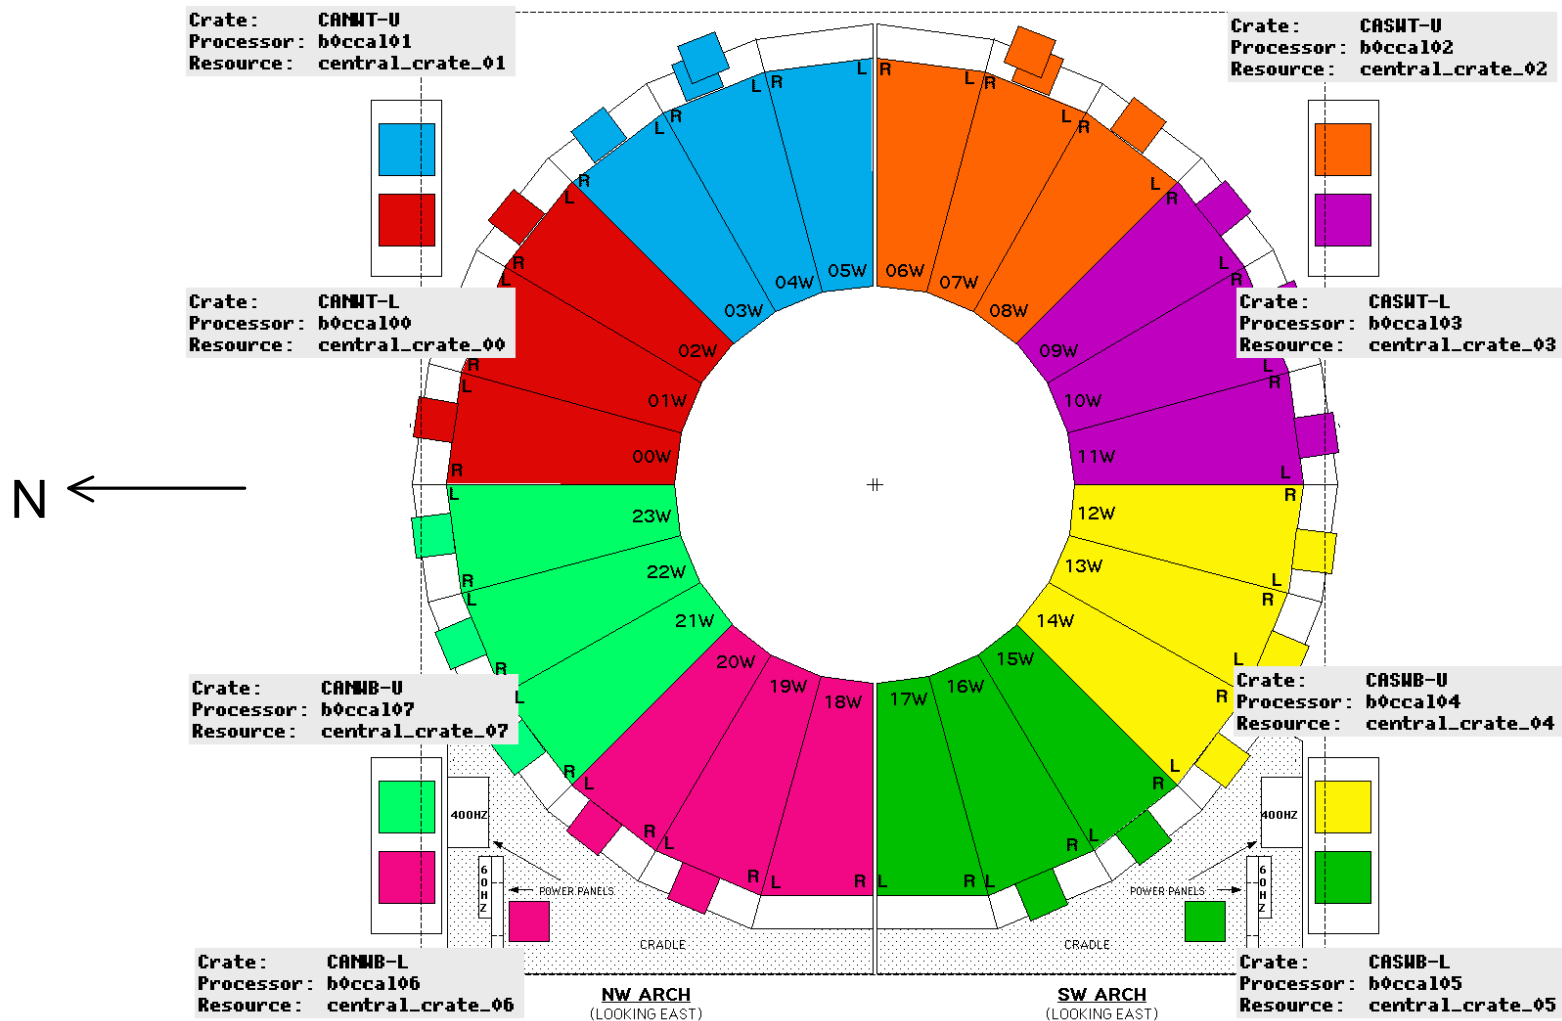 Crate: CANWT-U
Processor: b0ccal01
Resource: central_crate_01
Crate: CASWT-U
Processor: b0ccal02
Resource: central_crate_02
L R L R L R L R
R L R L R L R L
05W 06W
04W 07W
03W 08W
Crate: CANWT-L
Processor: b0ccal00
Resource: central_crate_00
Crate: CASWT-L
Processor: b0ccal03
Resource: central_crate_03
R L R L R
R L R L R L
02W 09W
01W 10W
00W 11W
N
L R L R L
R L R L R L
23W 12W
22W 13W
21W 14W
Crate: CANWB-U
Processor: b0ccal07
Resource: central_crate_07
Crate: CASWB-U
Processor: b0ccal04
Resource: central_crate_04
20W 15W
19W 16W
18W 17W
R L R L R L R
L R L R L R L
400HZ 400HZ
60HZ 60HZ
POWER PANELS POWER PANELS
CRADLE CRADLE
Crate: CANWB-L
Processor: b0ccal06
Resource: central_crate_06
Crate: CASWB-L
Processor: b0ccal05
Resource: central_crate_05
NW ARCH
(LOOKING EAST)
SW ARCH
(LOOKING EAST)